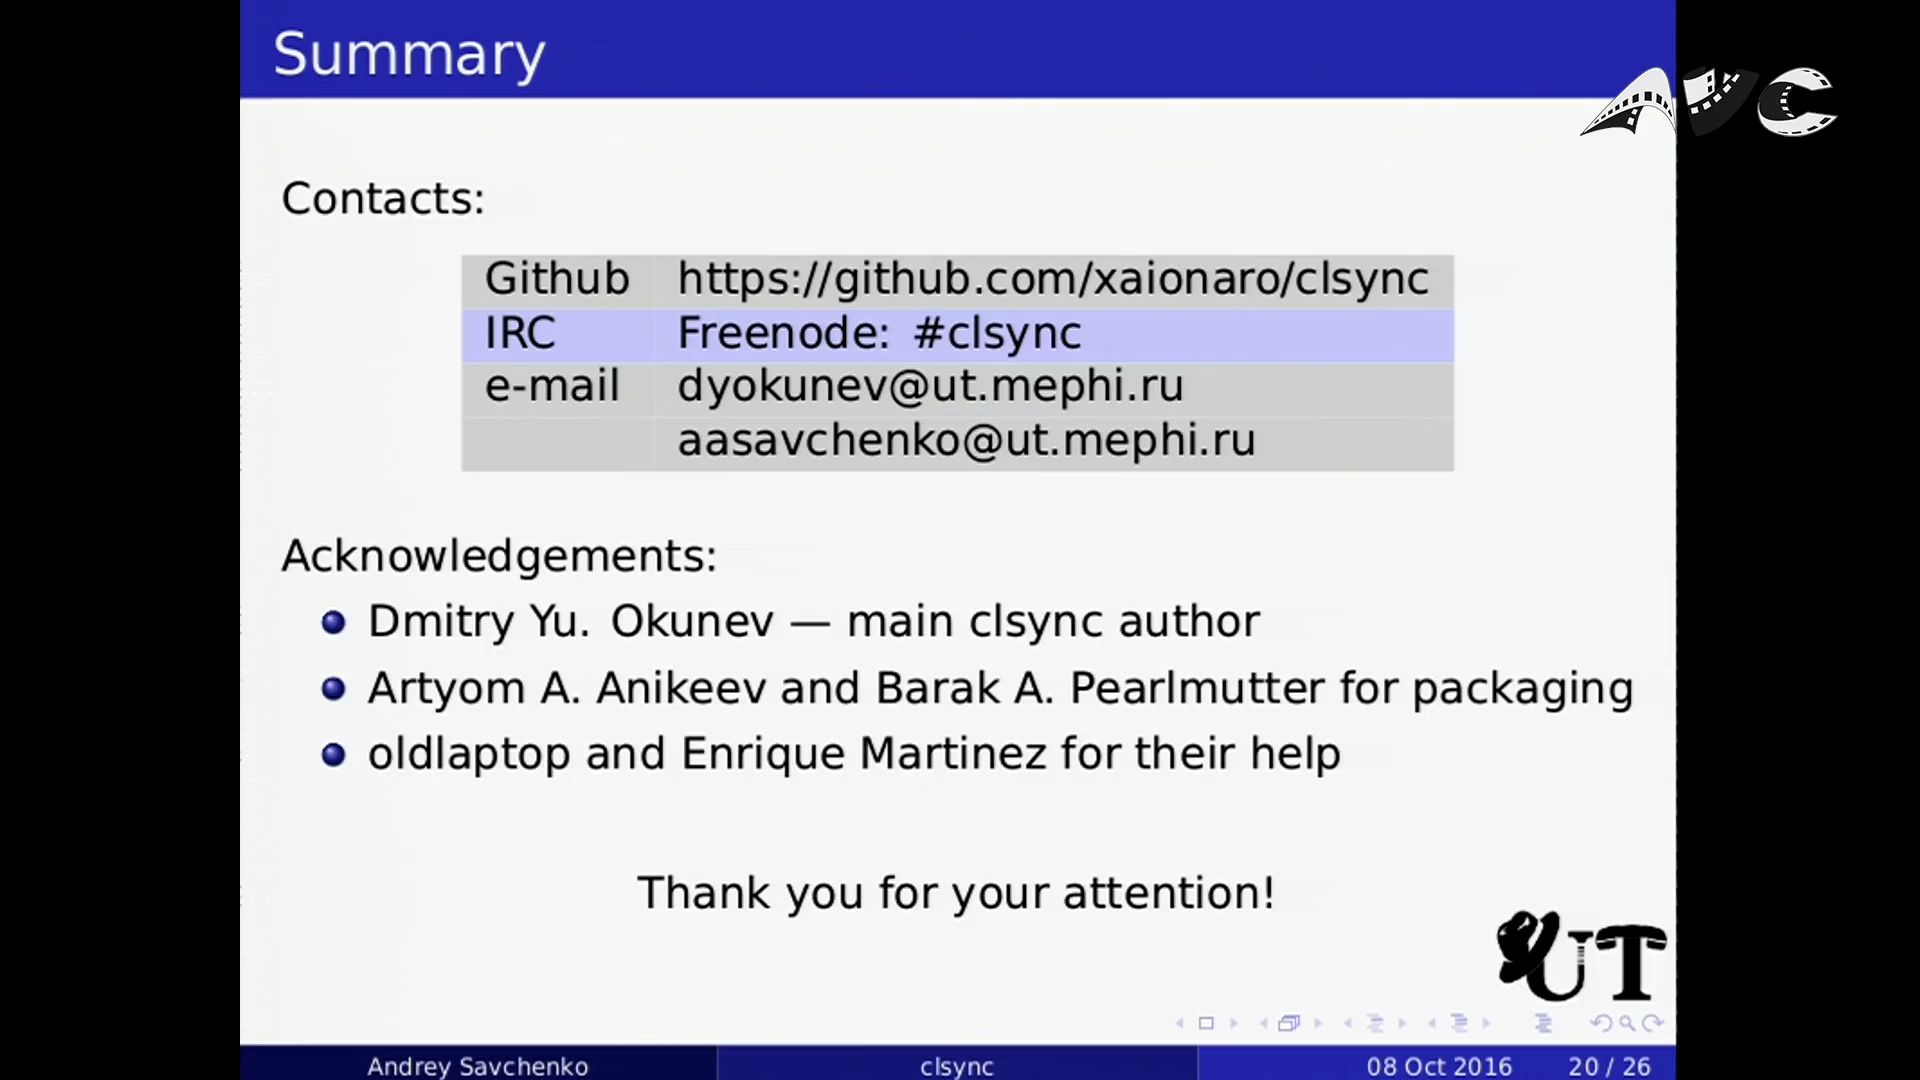 Summary
AVC
Contacts:
Github https://github.com/xaionaro/clsync
IRC Freenode: #clsync
e-mail dyokunev@ut.mephi.ru
aasavchenko@ut.mephi.ru
Acknowledgements:
Dmitry Yu. Okunev — main clsync author
Artyom A. Anikeev and Barak A. Pearlmutter for packaging
oldlaptop and Enrique Martinez for their help
Thank you for your attention!
UT
Andrey Savchenko clsync 08 Oct 2016 20 / 26